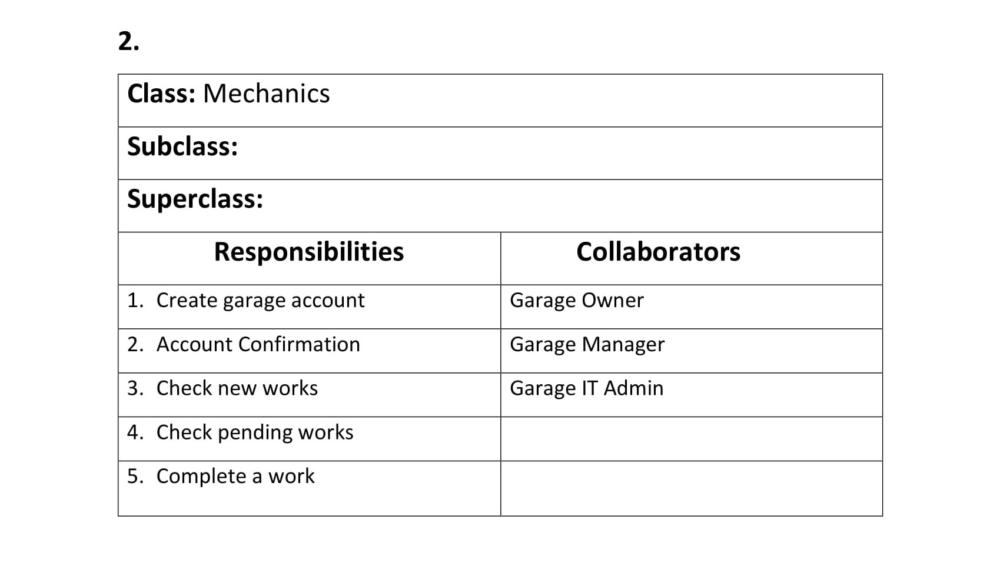 2.
Class: Mechanics
Subclass:
Superclass:
Responsibilities Collaborators
1. Create garage account Garage Owner
2. Account Confirmation Garage Manager
3. Check new works Garage IT Admin
4. Check pending works
5. Complete a work